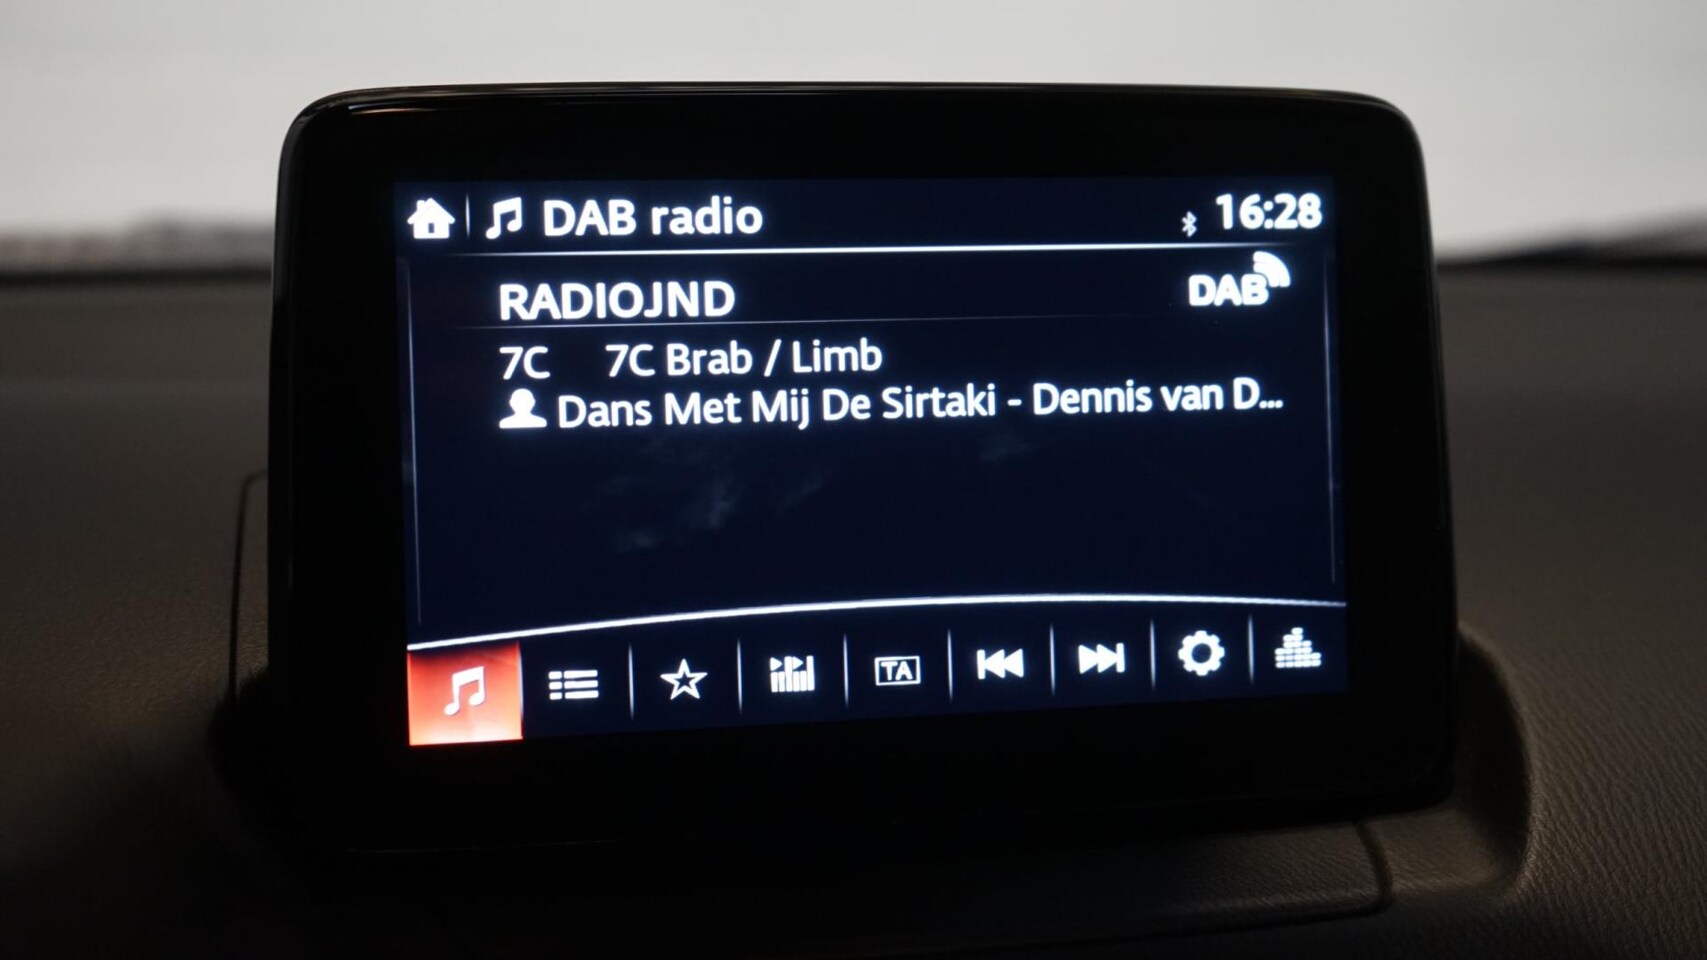 DAB radio 16:28
RADIOJND DAB
7C 7C Brab / Limb
Dans Met Mij De Sirtaki - Dennis van D...
TA